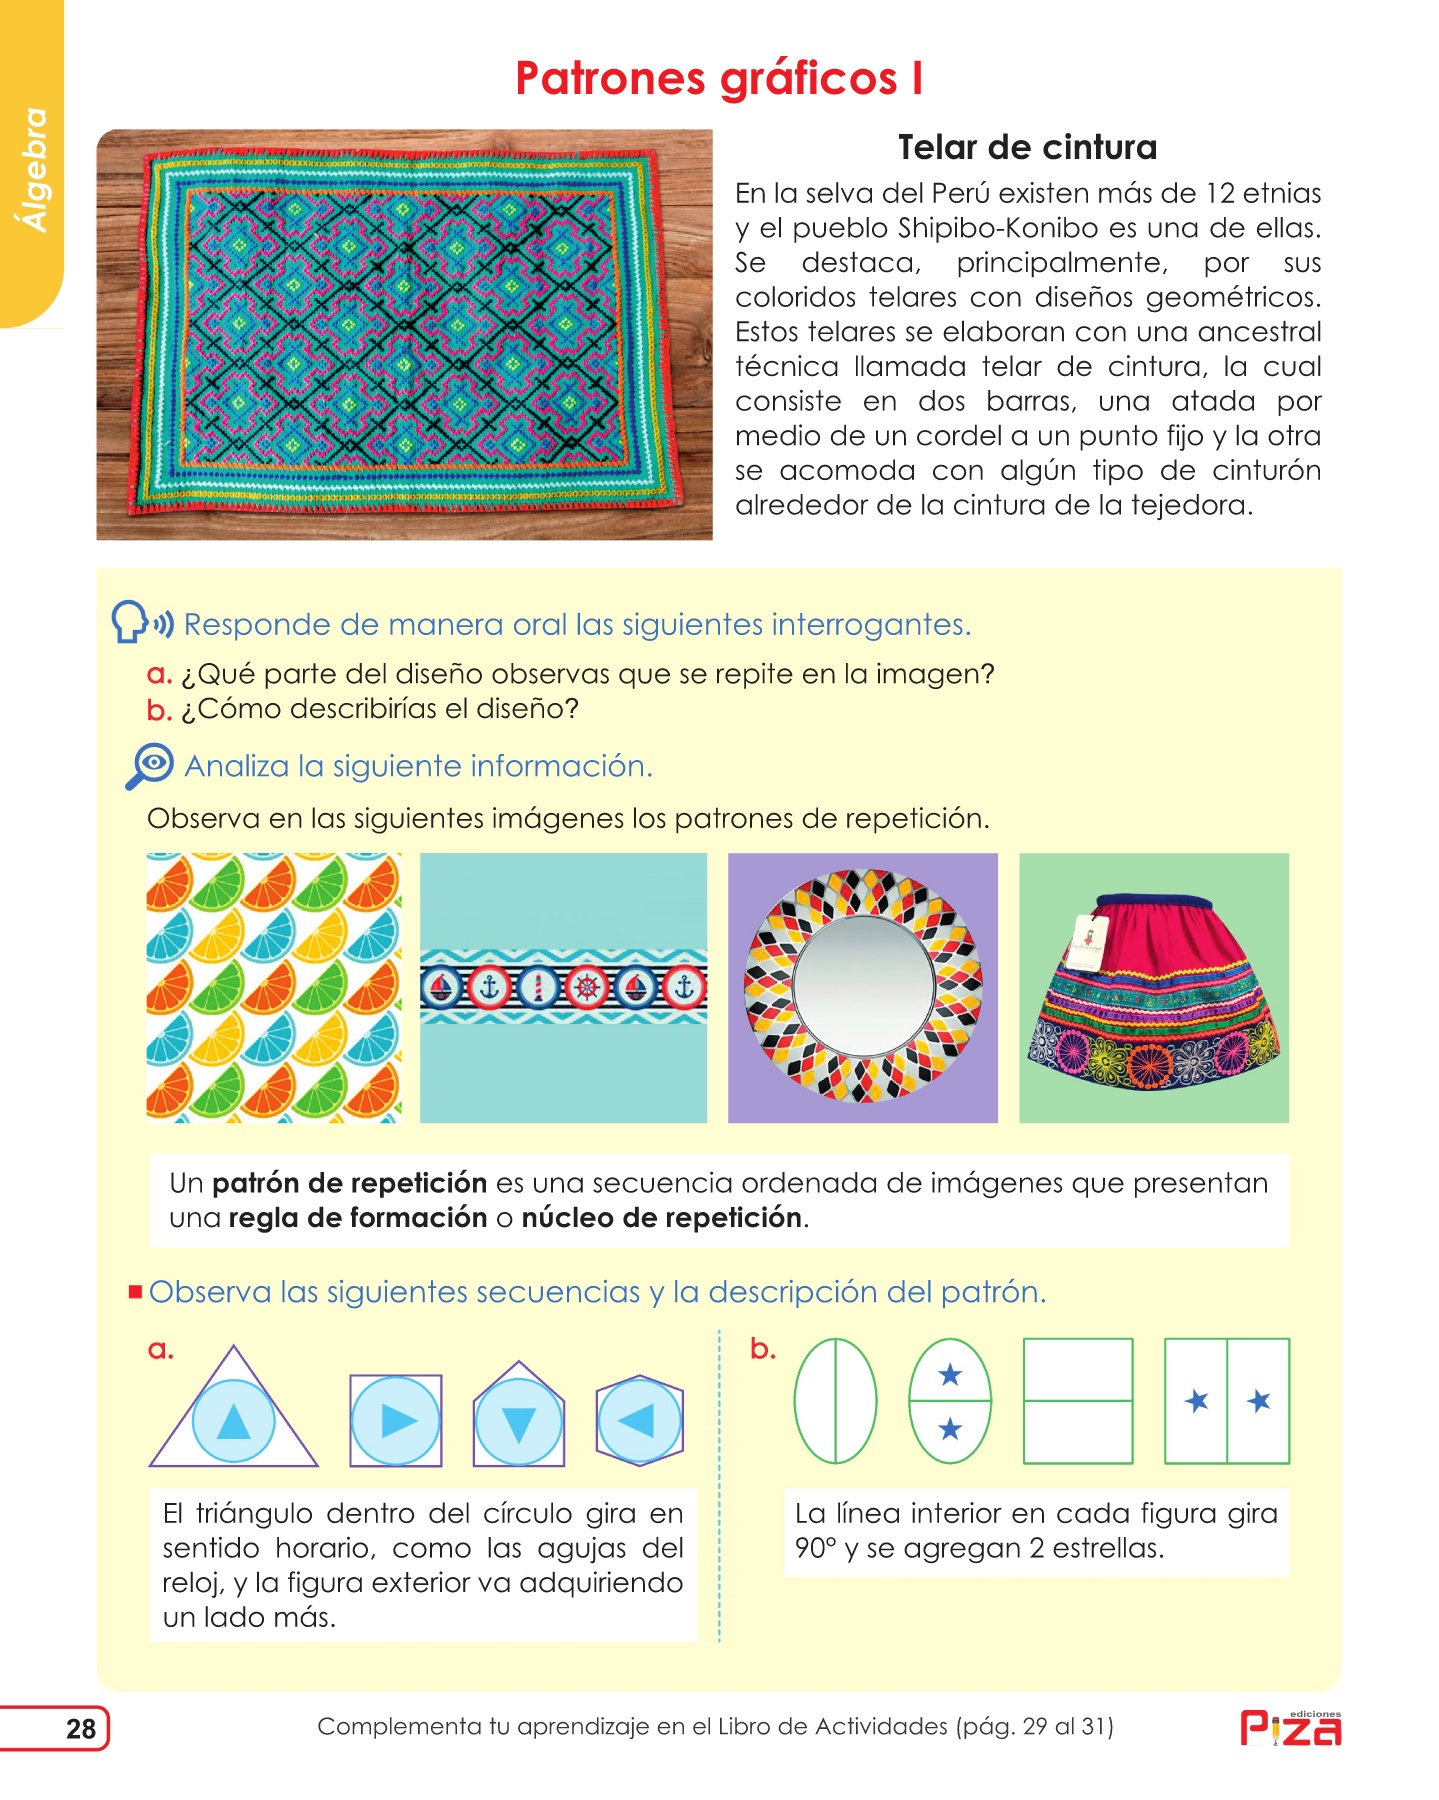 Álgebra
Patrones gráficos I
Telar de cintura
En la selva del Perú existen más de 12 etnias
y el pueblo Shipibo-Konibo es una de ellas.
Se destaca, principalmente, por sus
coloridos telares con diseños geométricos.
Estos telares se elaboran con una ancestral
técnica llamada telar de cintura, la cual
consiste en dos barras, una atada por
medio de un cordel a un punto fijo y la otra
se acomoda con algún tipo de cinturón
alrededor de la cintura de la tejedora.
Responde de manera oral las siguientes interrogantes.
a. ¿Qué parte del diseño observas que se repite en la imagen?
b. ¿Cómo describirías el diseño?
Analiza la siguiente información.
Observa en las siguientes imágenes los patrones de repetición.
Un patrón de repetición es una secuencia ordenada de imágenes que presentan
una regla de formación o núcleo de repetición.
Observa las siguientes secuencias y la descripción del patrón.
a.
El triángulo dentro del círculo gira en
sentido horario, como las agujas del
reloj, y la figura exterior va adquiriendo
un lado más.
b.
La línea interior en cada figura gira
90° y se agregan 2 estrellas.
28
Complementa tu aprendizaje en el Libro de Actividades (pág. 29 al 31)
ediciones
Piza